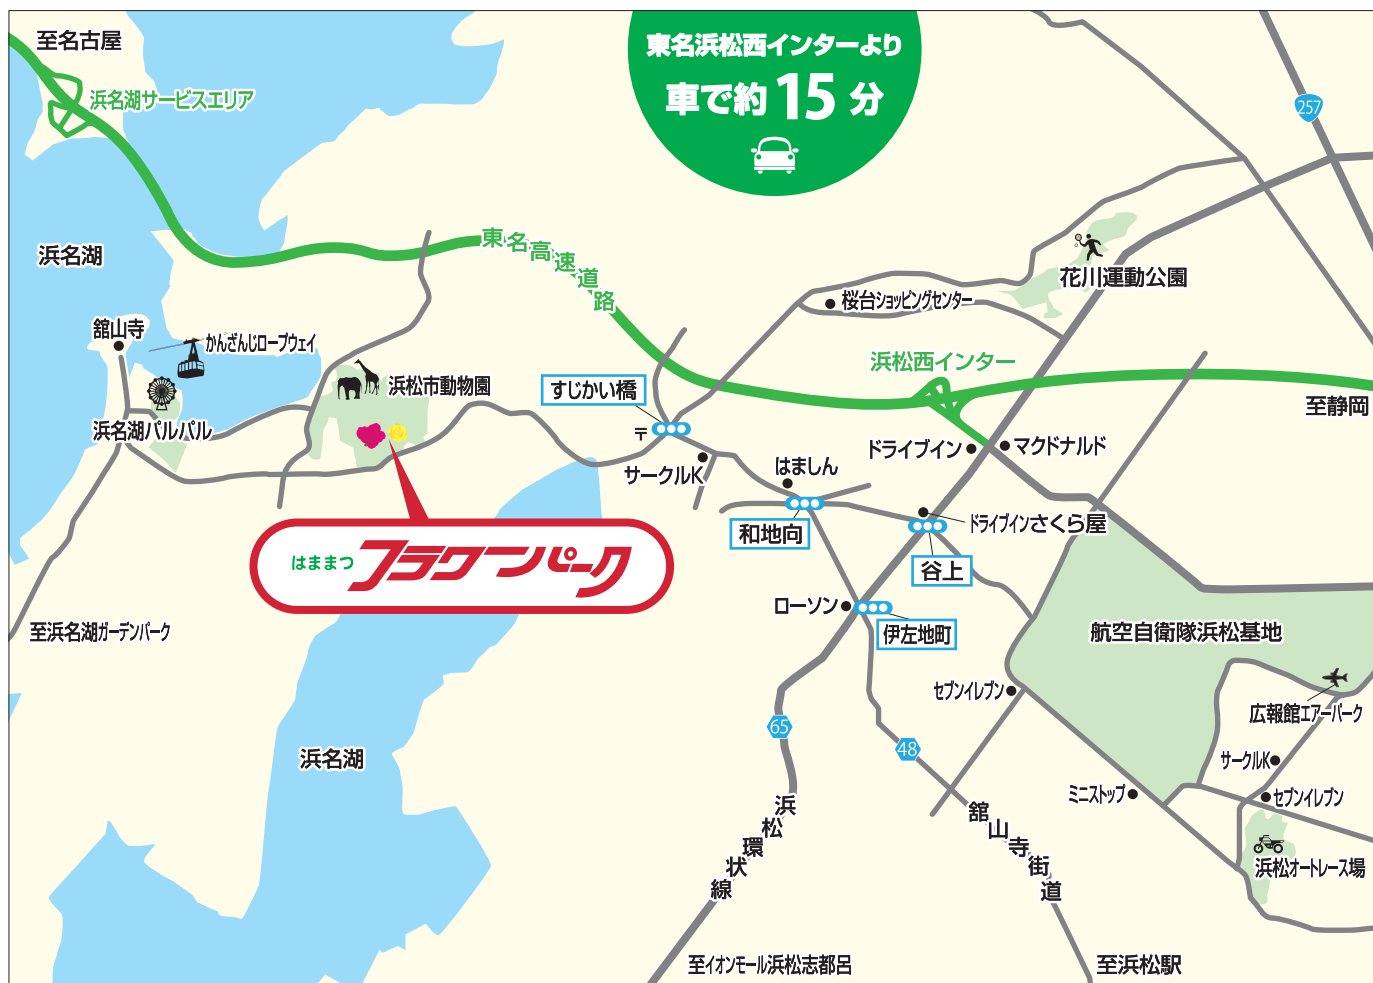 至名古屋
浜名湖サービスエリア
東名浜松西インターより
車で約15分
257
浜名湖
東名高速道路
花川運動公園
桜台ショッピングセンター
舘山寺
かんざんじロープウェイ
浜松市動物園
浜松西インター
すじかい橋
至静岡
浜名湖パルパル
〒
サークルK
はましん
ドライブイン
マクドナルド
和地向
ドライブインさくら屋
谷上
はままつ フラワーパーク
ローソン
伊左地町
至浜名湖ガーデンパーク
航空自衛隊浜松基地
セブンイレブン
広報館エアーパーク
65
48
浜名湖
サークルK
ミニストップ
セブンイレブン
浜松環状線
舘山寺街道
浜松オートレース場
至イオンモール浜松志都呂
至浜松駅